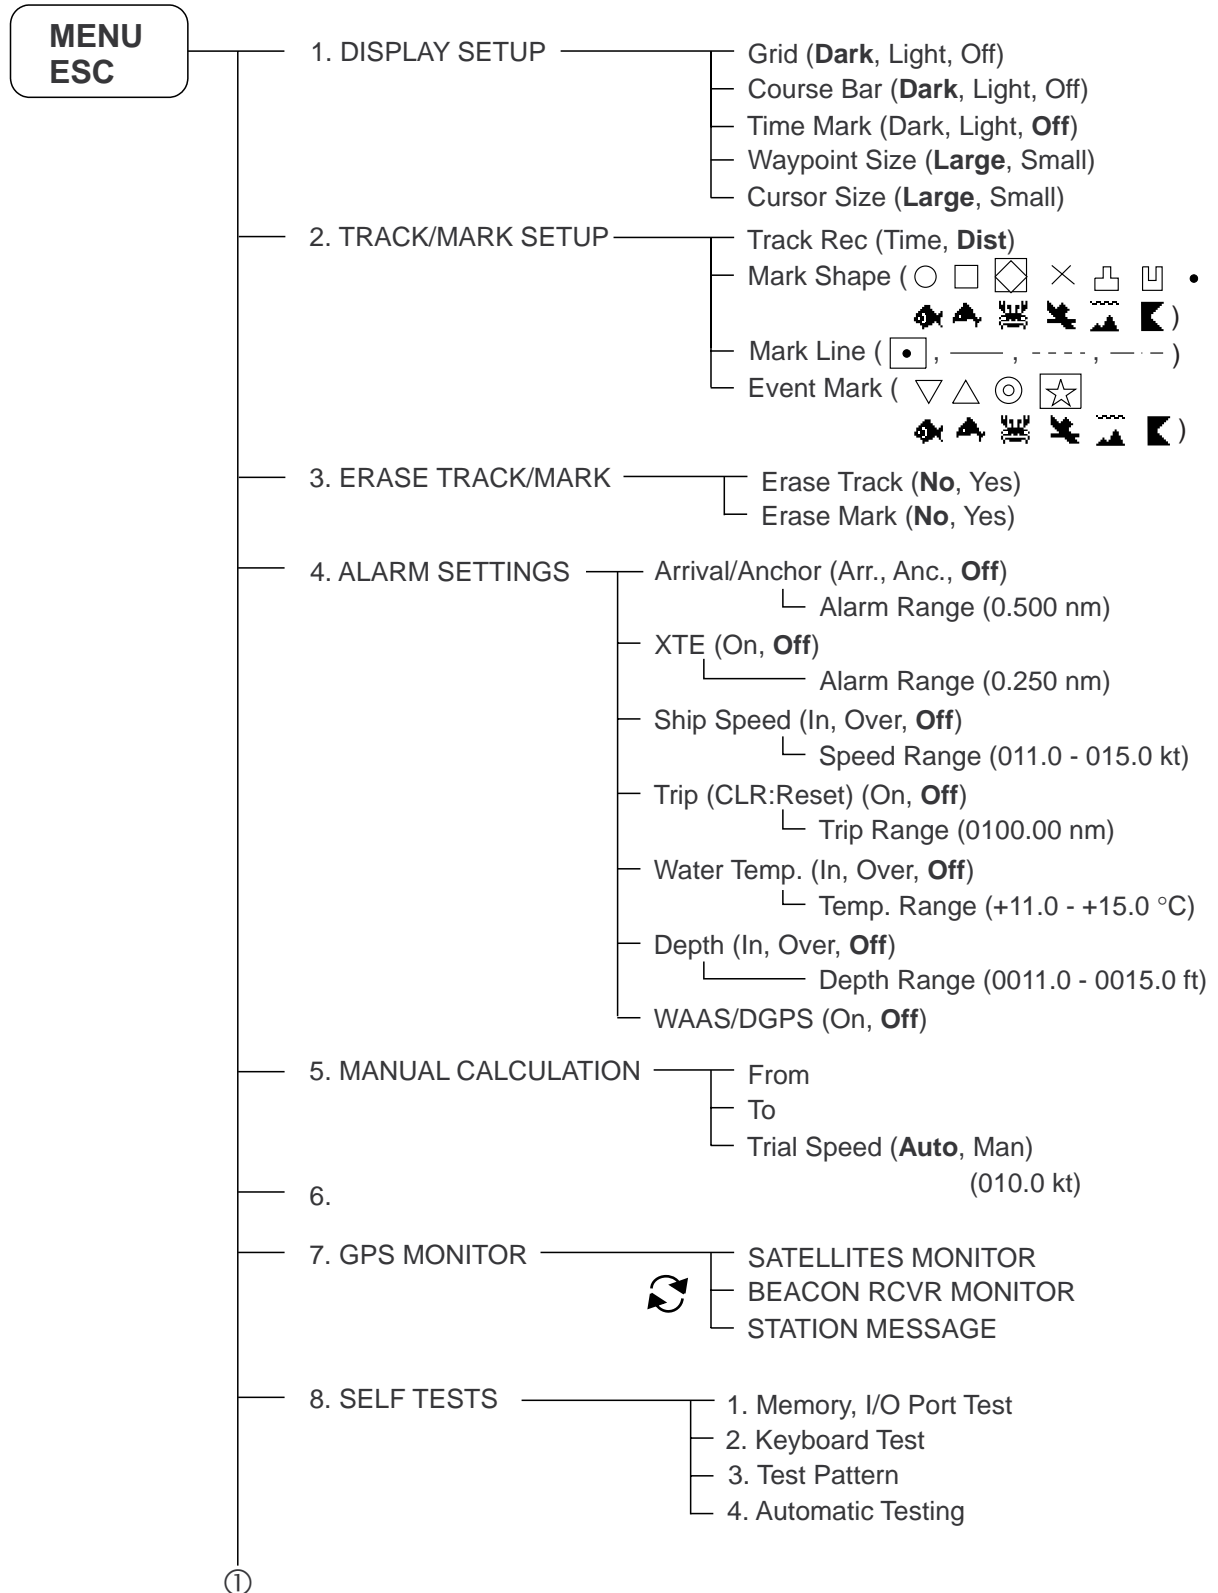 MENU
ESC
1. DISPLAY SETUP
Grid (Dark, Light, Off)
Course Bar (Dark, Light, Off)
Time Mark (Dark, Light, Off)
Waypoint Size (Large, Small)
Cursor Size (Large, Small)
2. TRACK/MARK SETUP
Track Rec (Time, Dist)
Mark Shape (
)
Mark Line ( , , , )
Event Mark (
)
3. ERASE TRACK/MARK
Erase Track (No, Yes)
Erase Mark (No, Yes)
4. ALARM SETTINGS
Arrival/Anchor (Arr., Anc., Off)
Alarm Range (0.500 nm)
XTE (On, Off)
Alarm Range (0.250 nm)
Ship Speed (In, Over, Off)
Speed Range (011.0 - 015.0 kt)
Trip (CLR:Reset) (On, Off)
Trip Range (0100.00 nm)
Water Temp. (In, Over, Off)
Temp. Range (+11.0 - +15.0 °C)
Depth (In, Over, Off)
Depth Range (0011.0 - 0015.0 ft)
WAAS/DGPS (On, Off)
5. MANUAL CALCULATION
From
To
Trial Speed (Auto, Man)
(010.0 kt)
6.
7. GPS MONITOR
SATELLITES MONITOR
BEACON RCVR MONITOR
STATION MESSAGE
8. SELF TESTS
1. Memory, I/O Port Test
2. Keyboard Test
3. Test Pattern
4. Automatic Testing
①